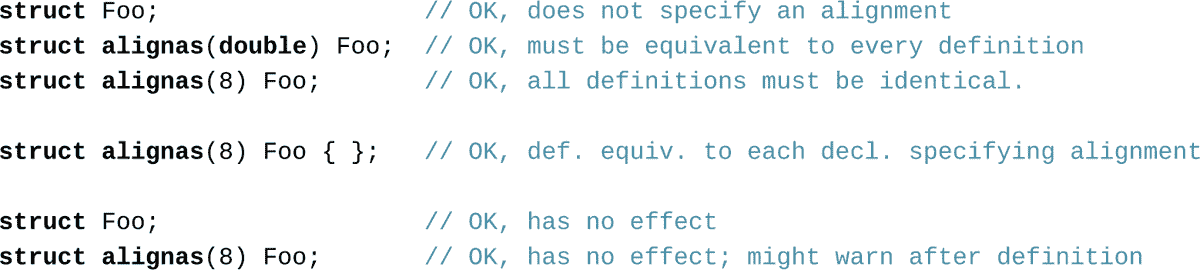 struct Foo;                  // OK, does not specify an alignment
struct alignas(double) Foo;  // OK, must be equivalent to every definition
struct alignas(8) Foo;       // OK, all definitions must be identical.
struct alignas(8) Foo { };   // OK, def. equiv. to each decl. specifying alignment
struct Foo;                  // OK, has no effect
struct alignas(8) Foo;       // OK, has no effect; might warn after definition